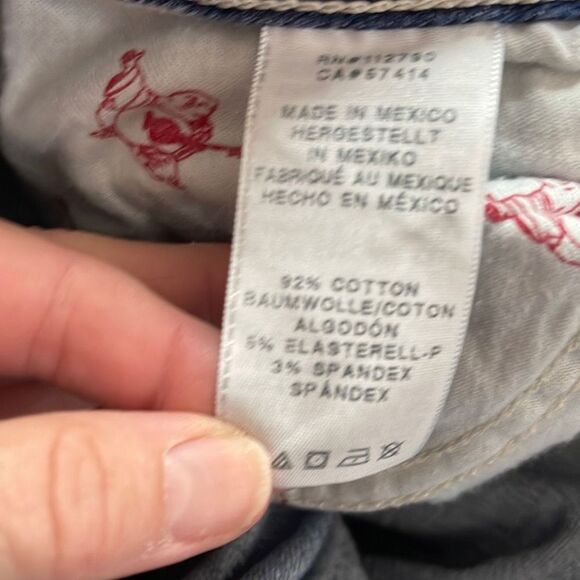 RN#112790
CA#57414
MADE IN MEXICO
HERGESTELLT
IN MEXIKO
FABRIQUÉ AU MEXIQUE
HECHO EN MÉXICO
92% COTTON
BAUMWOLLE/COTON
ALGODÓN
5% ELASTERELL-P
3% SPANDEX
SPÁNDEX